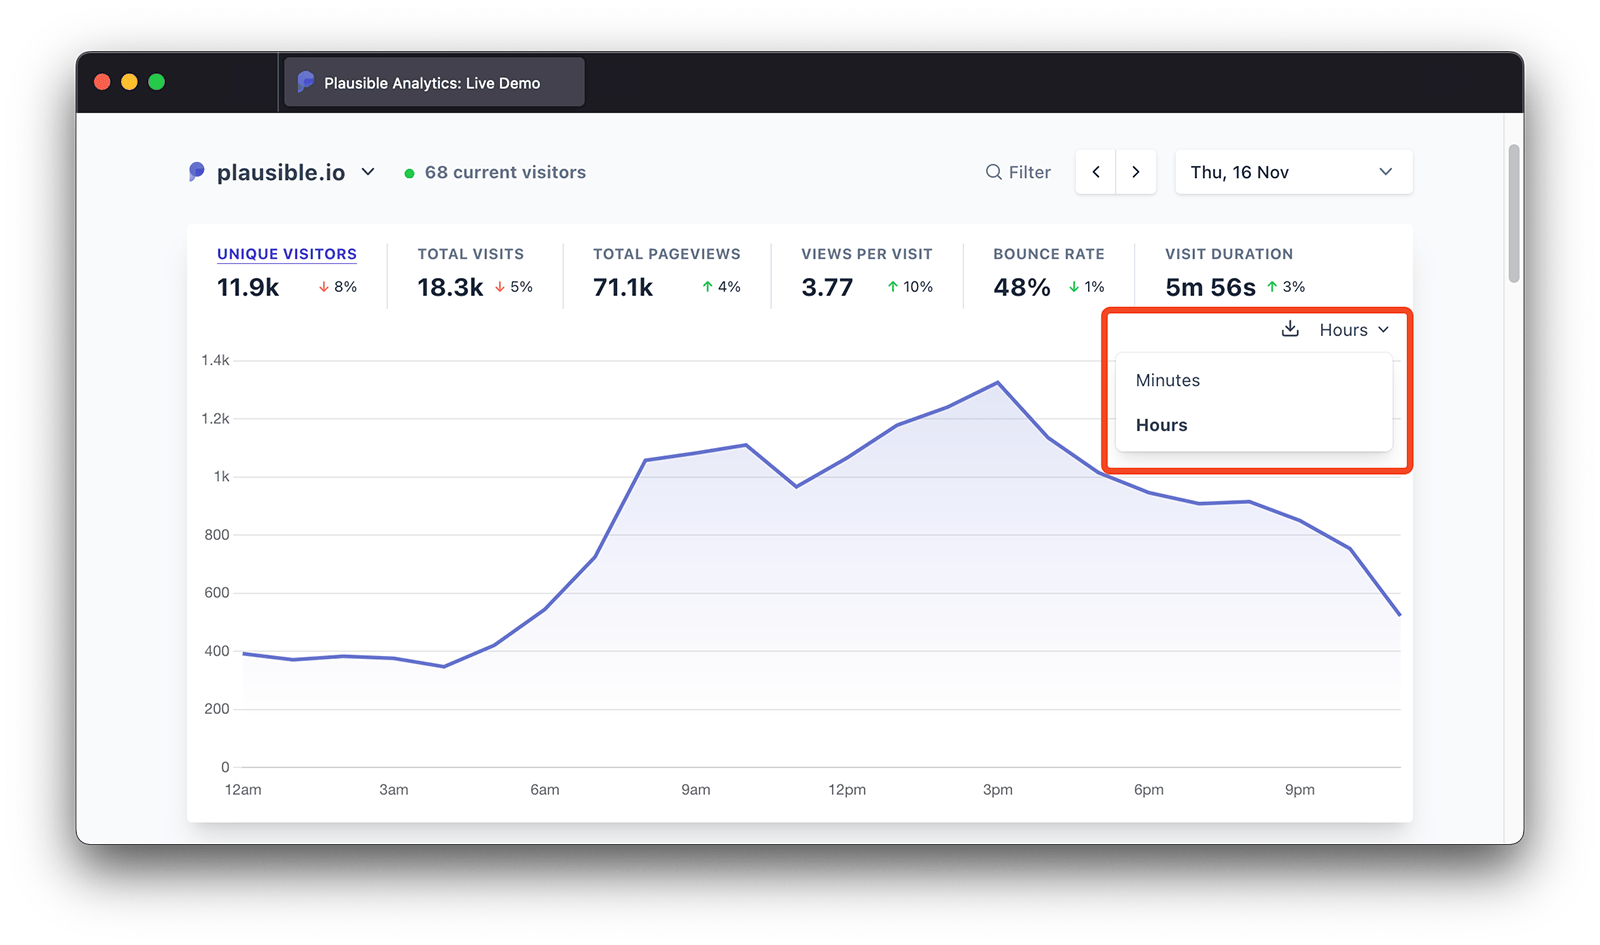 Plausible Analytics: Live Demo
plausible.io 68 current visitors Filter Thu, 16 Nov
UNIQUE VISITORS TOTAL VISITS TOTAL PAGEVIEWS VIEWS PER VISIT BOUNCE RATE VISIT DURATION
11.9k ↓ 8% 18.3k ↓ 5% 71.1k ↑ 4% 3.77 ↑ 10% 48% ↓ 1% 5m 56s ↑ 3%
Hours
Minutes
Hours
1.4k
1.2k
1k
800
600
400
200
0
12am 3am 6am 9am 12pm 3pm 6pm 9pm